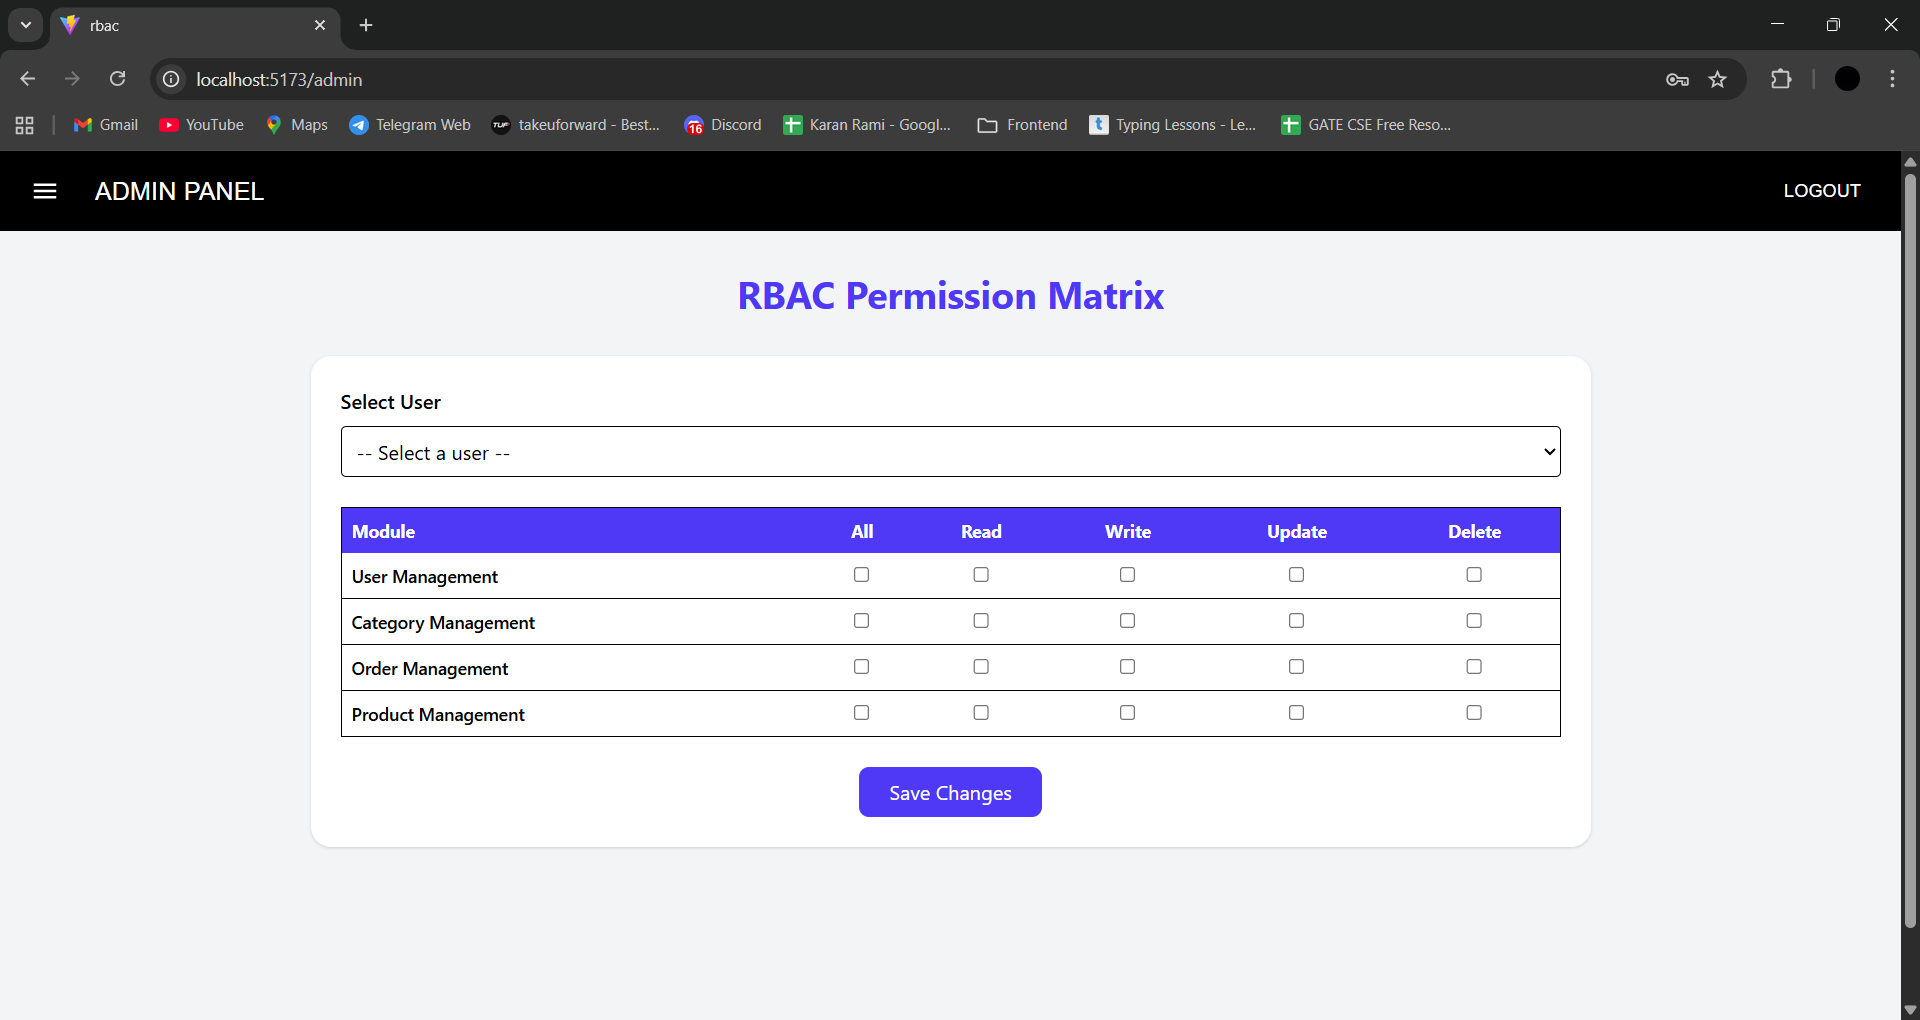 rbac
localhost:5173/admin
Gmail YouTube Maps Telegram Web TUF takeuforward - Best... 16 Discord Karan Rami - Googl... Frontend t Typing Lessons - Le... GATE CSE Free Reso...
ADMIN PANEL LOGOUT
RBAC Permission Matrix
Select User
-- Select a user --
Module All Read Write Update Delete
User Management
Category Management
Order Management
Product Management
Save Changes